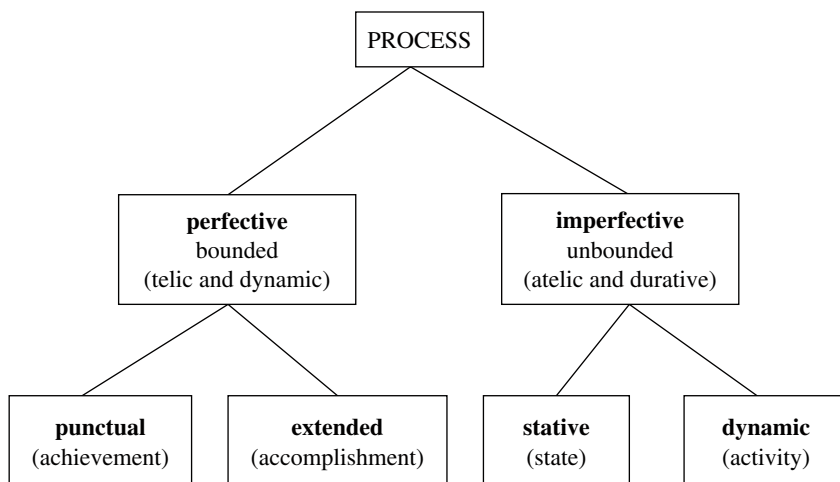 PROCESS
perfective
bounded
(telic and dynamic)
imperfective
unbounded
(atelic and durative)
punctual
(achievement)
extended
(accomplishment)
stative
(state)
dynamic
(activity)